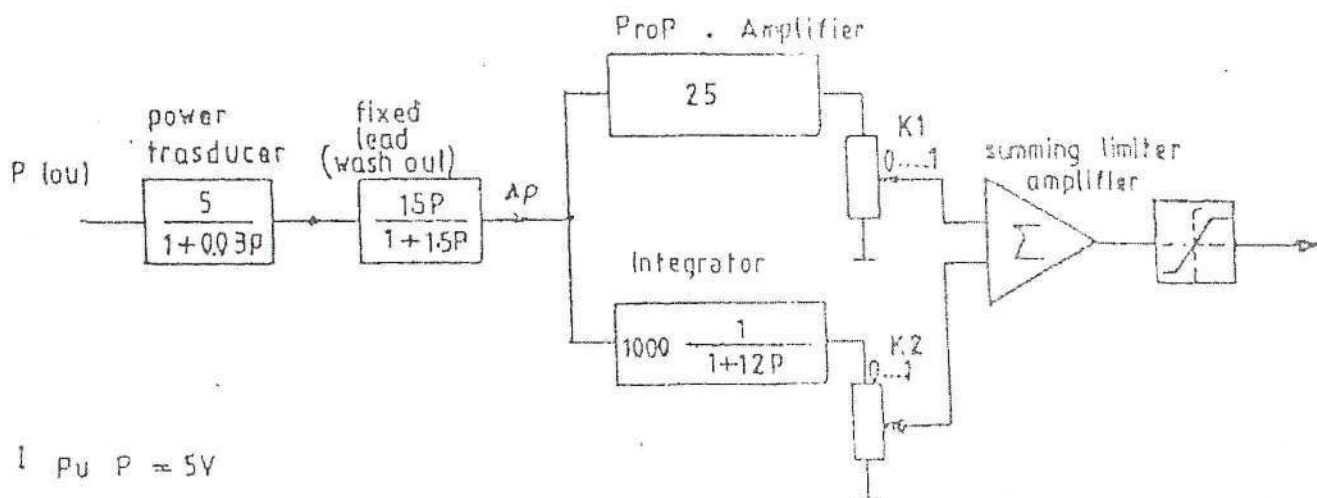 ProP . Amplifier
25
power
trasducer
fixed
lead
(wash out)
P (ou)
5
1+0.03P
15P
1+1.5P
ΔP
K1
0....1
summing limiter
amplifier
Σ
Integrator
1000 1
1+12P
K2
0...1
1 Pu P = 5V